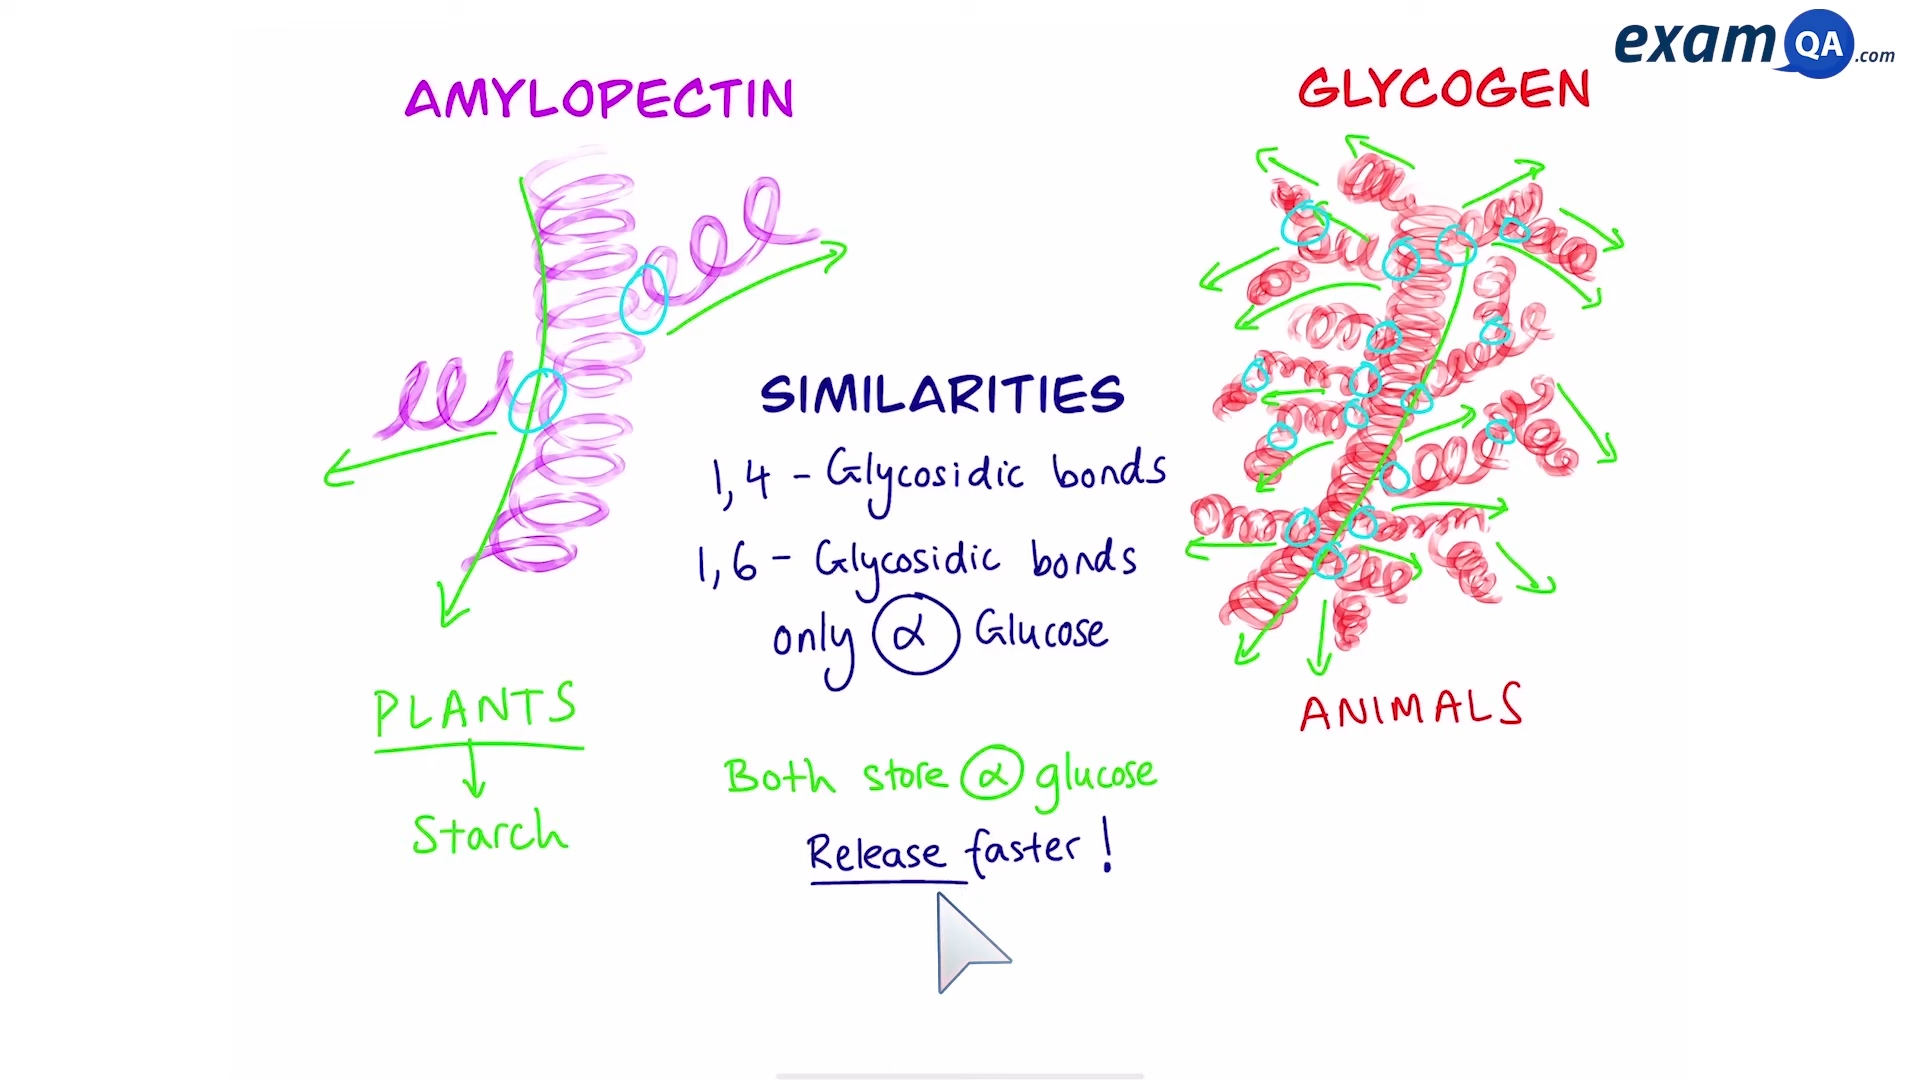 examQA.com
AMYLOPECTIN
GLYCOGEN
SIMILARITIES
1,4 - Glycosidic bonds
1,6 - Glycosidic bonds
only α Glucose
PLANTS
Starch
ANIMALS
Both store α glucose
Release faster!